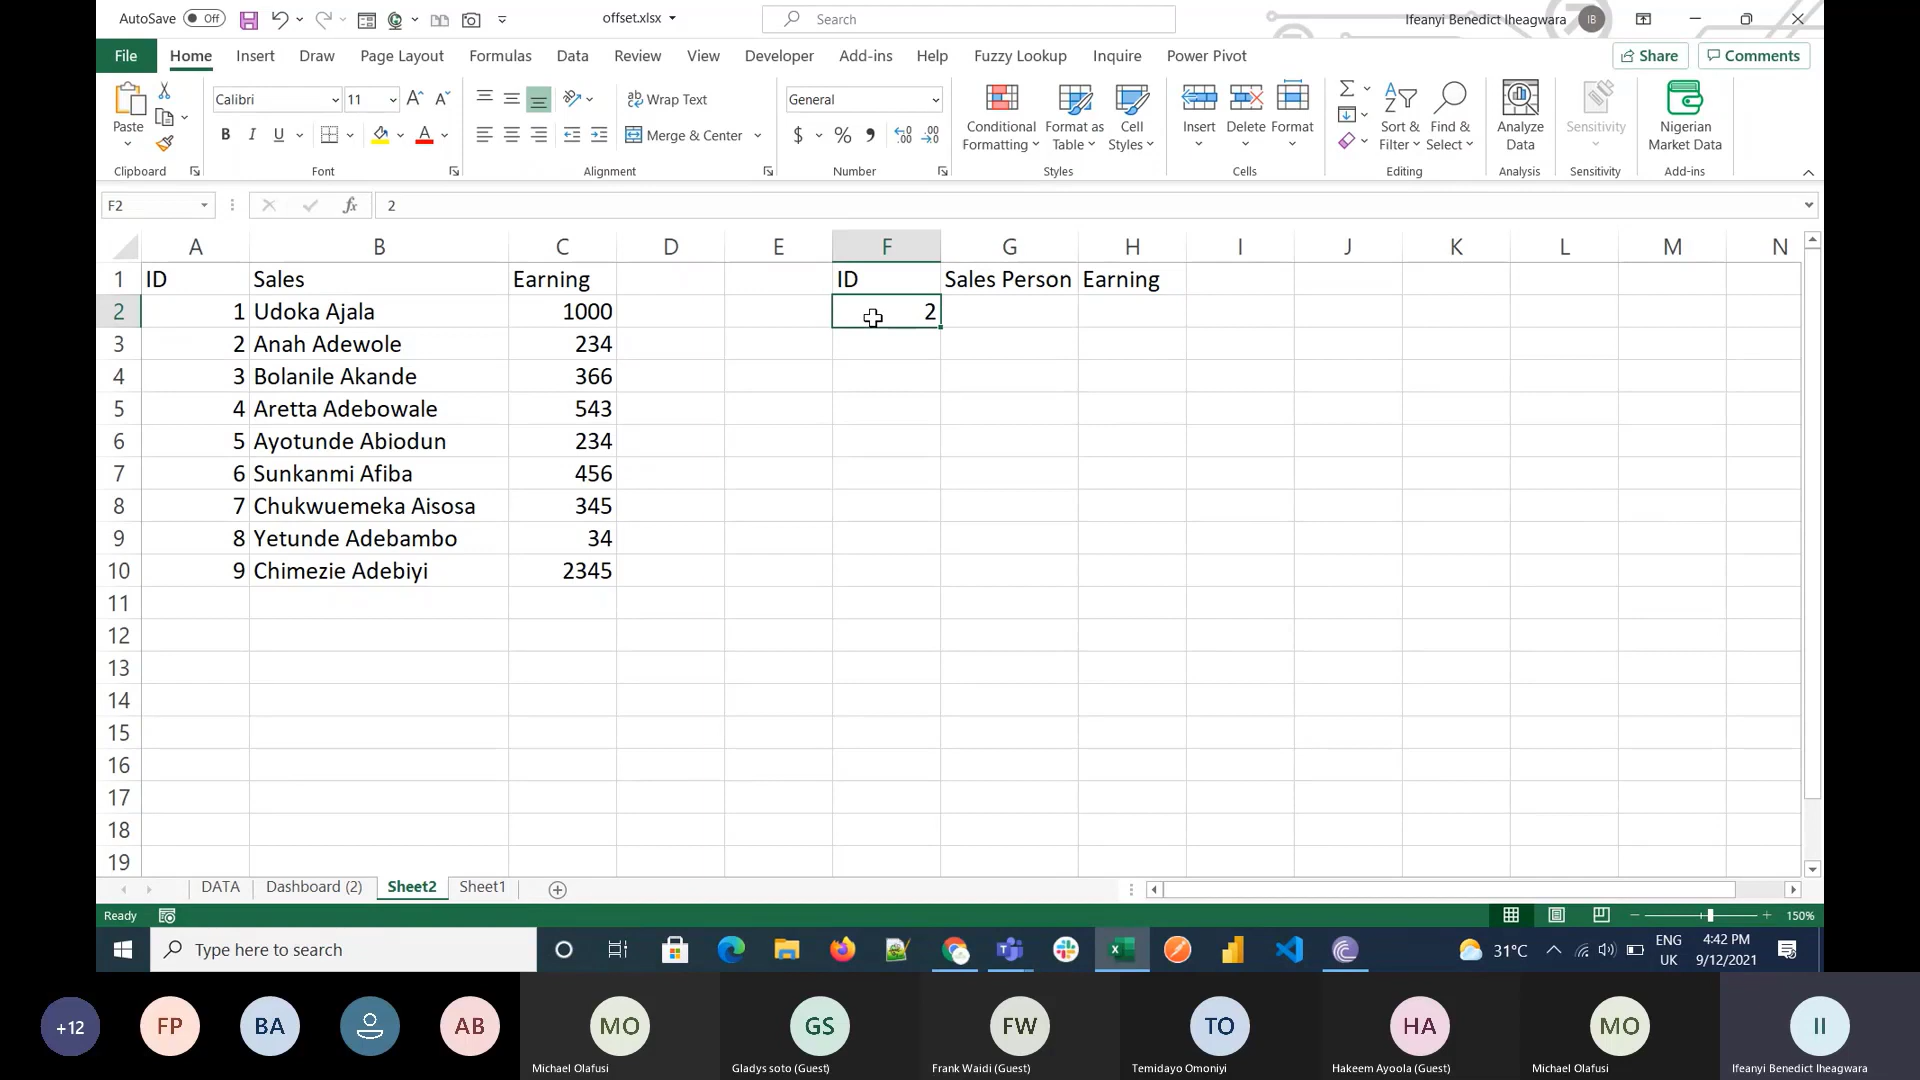 AutoSave Off offset.xlsx Search Ifeanyi Benedict Iheagwara IB
File Home Insert Draw Page Layout Formulas Data Review View Developer Add-ins Help Fuzzy Lookup Inquire Power Pivot Share Comments
Calibri 11 Wrap Text General
Paste Merge & Center $ % Conditional Formatting Format as Table Cell Styles Insert Delete Format Sort & Filter Find & Select Analyze Data Sensitivity Nigerian Market Data
Clipboard Font Alignment Number Styles Cells Editing Analysis Sensitivity Add-ins
F2 fx 2
A B C D E F G H I J K L M N
1 ID Sales Earning ID Sales Person Earning
2 1 Udoka Ajala 1000 2
3 2 Anah Adewole 234
4 3 Bolanile Akande 366
5 4 Aretta Adebowale 543
6 5 Ayotunde Abiodun 234
7 6 Sunkanmi Afiba 456
8 7 Chukwuemeka Aisosa 345
9 8 Yetunde Adebambo 34
10 9 Chimezie Adebiyi 2345
11
12
13
14
15
16
17
18
19
DATA Dashboard (2) Sheet2 Sheet1
Ready 150%
Type here to search 31°C ENG UK 4:42 PM 9/12/2021
+12 FP BA AB MO GS FW TO HA MO II
Michael Olafusi Gladys soto (Guest) Frank Waidi (Guest) Temidayo Omoniyi Hakeem Ayoola (Guest) Michael Olafusi Ifeanyi Benedict Iheagwara